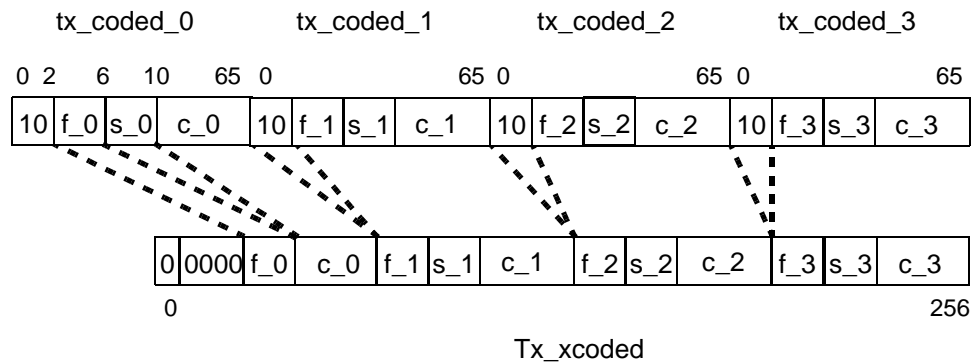 tx_coded_0 tx_coded_1 tx_coded_2 tx_coded_3
0 2 6 10 65 0 65 0 65 0 65
10 f_0 s_0 c_0 10 f_1 s_1 c_1 10 f_2 s_2 c_2 10 f_3 s_3 c_3
0 0000 f_0 c_0 f_1 s_1 c_1 f_2 s_2 c_2 f_3 s_3 c_3
0 256
Tx_xcoded